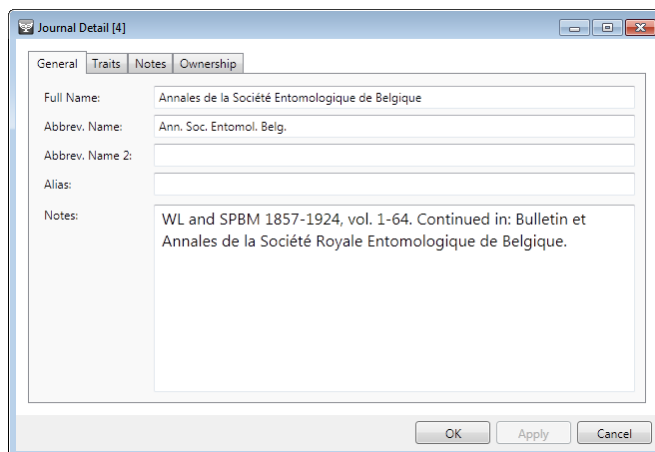 Journal Detail [4]
General Traits Notes Ownership
Full Name: Annales de la Société Entomologique de Belgique
Abbrev. Name: Ann. Soc. Entomol. Belg.
Abbrev. Name 2:
Alias:
Notes: WL and SPBM 1857-1924, vol. 1-64. Continued in: Bulletin et
Annales de la Société Royale Entomologique de Belgique.
OK Apply Cancel